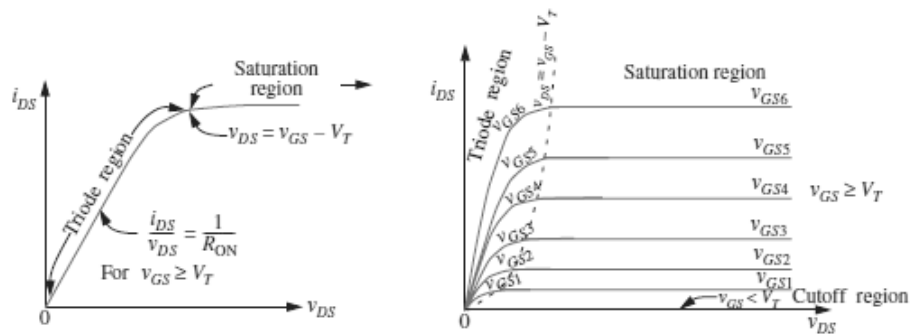 Saturation
region
i_DS
v_DS = v_GS − V_T
Triode region
i_DS / v_DS = 1 / R_ON
For v_GS ≥ V_T
0
v_DS
i_DS
Triode region
v_DS = v_GS − V_T
Saturation region
v_GS6
v_GS6
v_GS5
v_GS5
v_GS4
v_GS4
v_GS ≥ V_T
v_GS3
v_GS3
v_GS2
v_GS2
v_GS1
v_GS1
v_GS < V_T
Cutoff region
0
v_DS